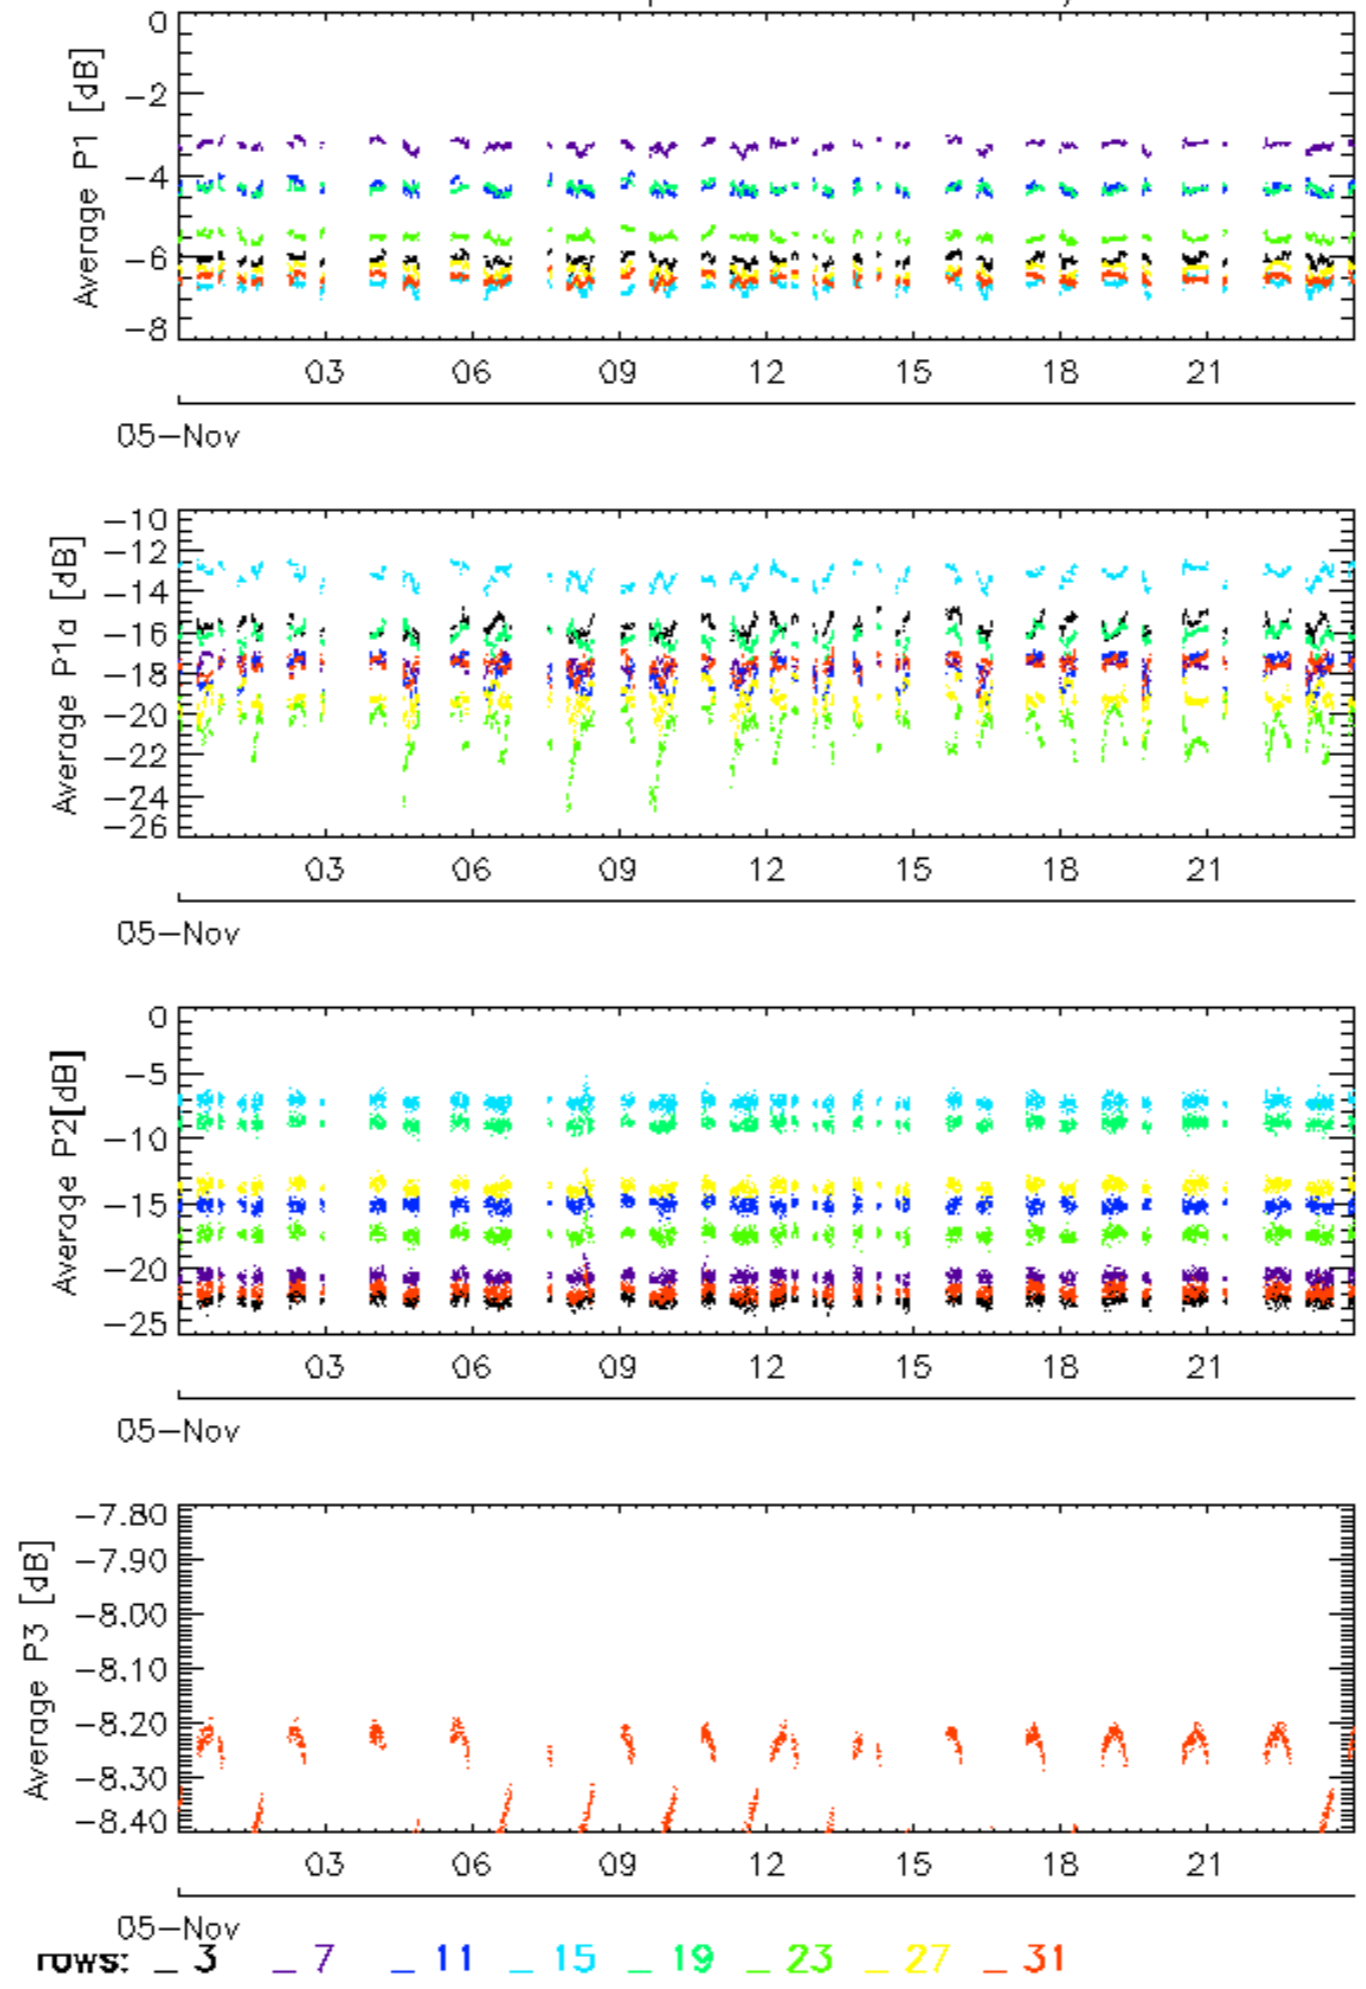 Average P1 [dB]
0
−2
−4
−6
−8
03 06 09 12 15 18 21
05−Nov
Average P1a [dB]
−10
−12
−14
−16
−18
−20
−22
−24
−26
03 06 09 12 15 18 21
05−Nov
Average P2[dB]
0
−5
−10
−15
−20
−25
03 06 09 12 15 18 21
05−Nov
Average P3 [dB]
−7.80
−7.90
−8.00
−8.10
−8.20
−8.30
−8.40
03 06 09 12 15 18 21
05−Nov
rows: _ 3 _ 7 _ 11 _ 15 _ 19 _ 23 _ 27 _ 31